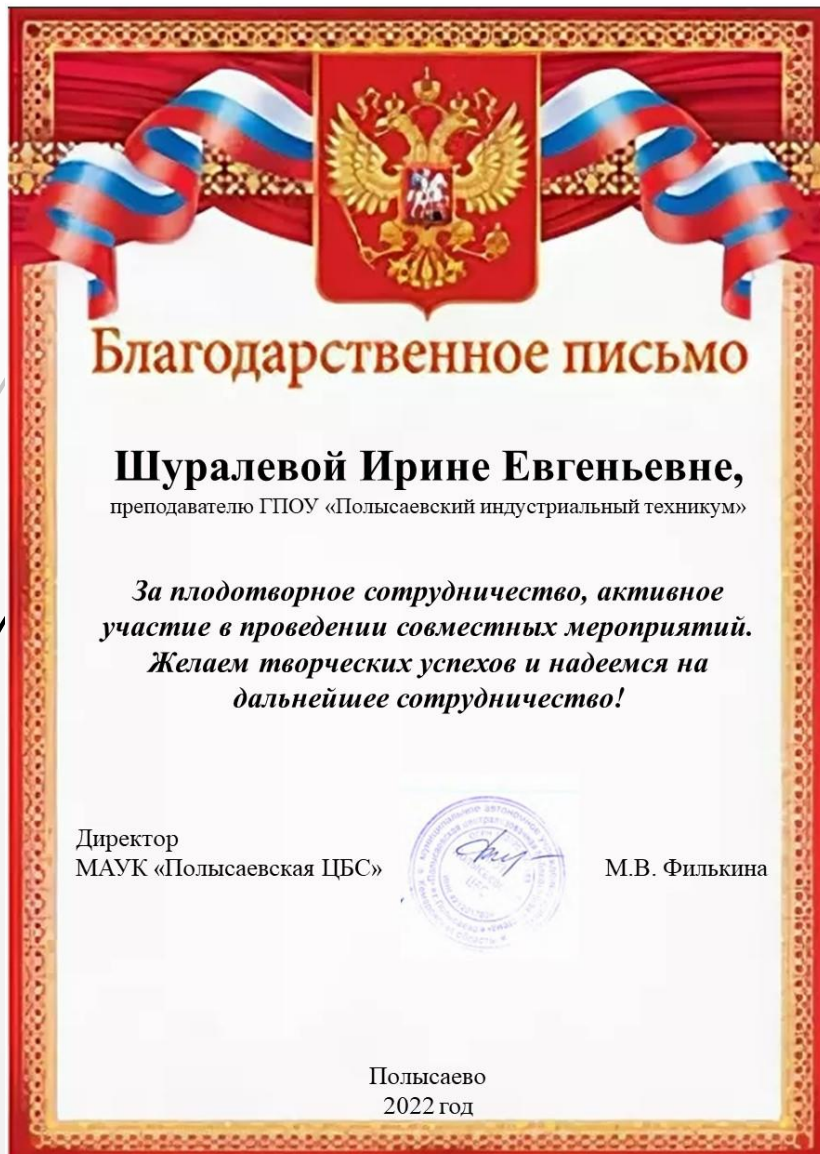 Благодарственное письмо
Шуралевой Ирине Евгеньевне,
преподавателю ГПОУ «Полысаевский индустриальный техникум»
За плодотворное сотрудничество, активное
участие в проведении совместных мероприятий.
Желаем творческих успехов и надеемся на
дальнейшее сотрудничество!
Директор
МАУК «Полысаевская ЦБС»
М.В. Филькина
Полысаево
2022 год